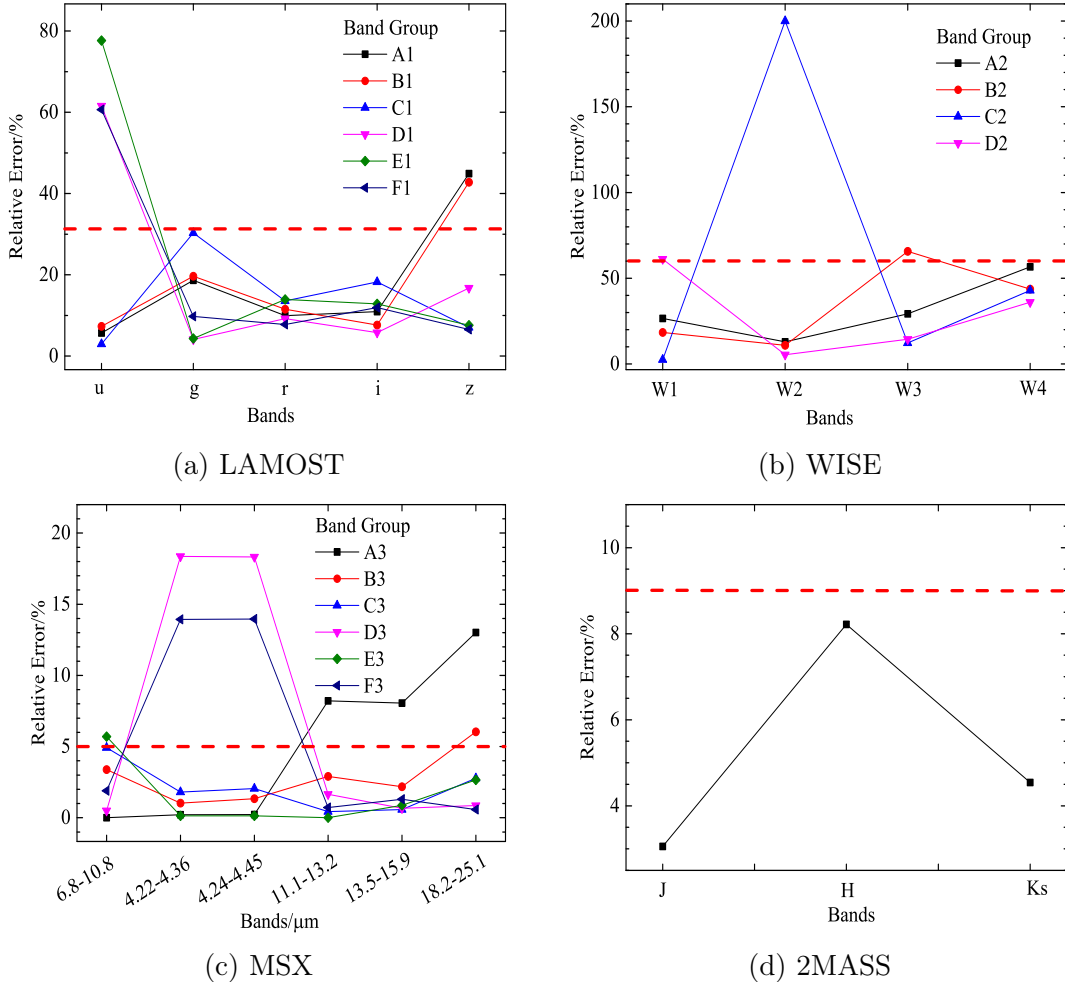 80
60
40
20
0
Relative Error/%
Band Group
A1
B1
C1
D1
E1
F1
u g r i z
Bands
(a) LAMOST
200
150
100
50
0
Relative Error/%
Band Group
A2
B2
C2
D2
W1 W2 W3 W4
Bands
(b) WISE
20
15
10
5
0
Relative Error/%
Band Group
A3
B3
C3
D3
E3
F3
6.8-10.8 4.22-4.36 4.24-4.45 11.1-13.2 13.5-15.9 18.2-25.1
Bands/μm
(c) MSX
10
8
6
4
Relative Error/%
J H Ks
Bands
(d) 2MASS